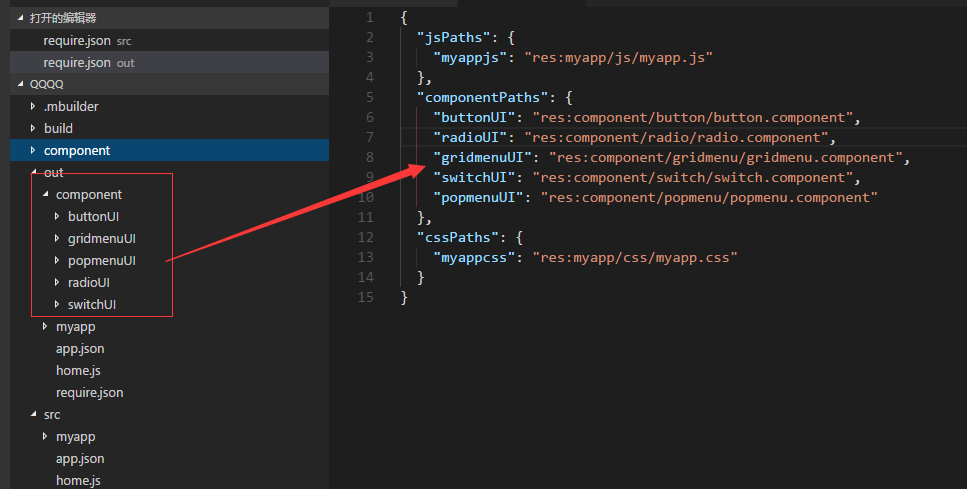 打开的编辑器
require.json src
require.json out
QQQQ
.mbuilder
build
component
out
component
buttonUI
gridmenuUI
popmenuUI
radioUI
switchUI
myapp
app.json
home.js
require.json
src
myapp
app.json
home.js
1 {
2 "jsPaths": {
3 "myappjs": "res:myapp/js/myapp.js"
4 },
5 "componentPaths": {
6 "buttonUI": "res:component/button/button.component",
7 "radioUI": "res:component/radio/radio.component",
8 "gridmenuUI": "res:component/gridmenu/gridmenu.component",
9 "switchUI": "res:component/switch/switch.component",
10 "popmenuUI": "res:component/popmenu/popmenu.component"
11 },
12 "cssPaths": {
13 "myappcss": "res:myapp/css/myapp.css"
14 }
15 }